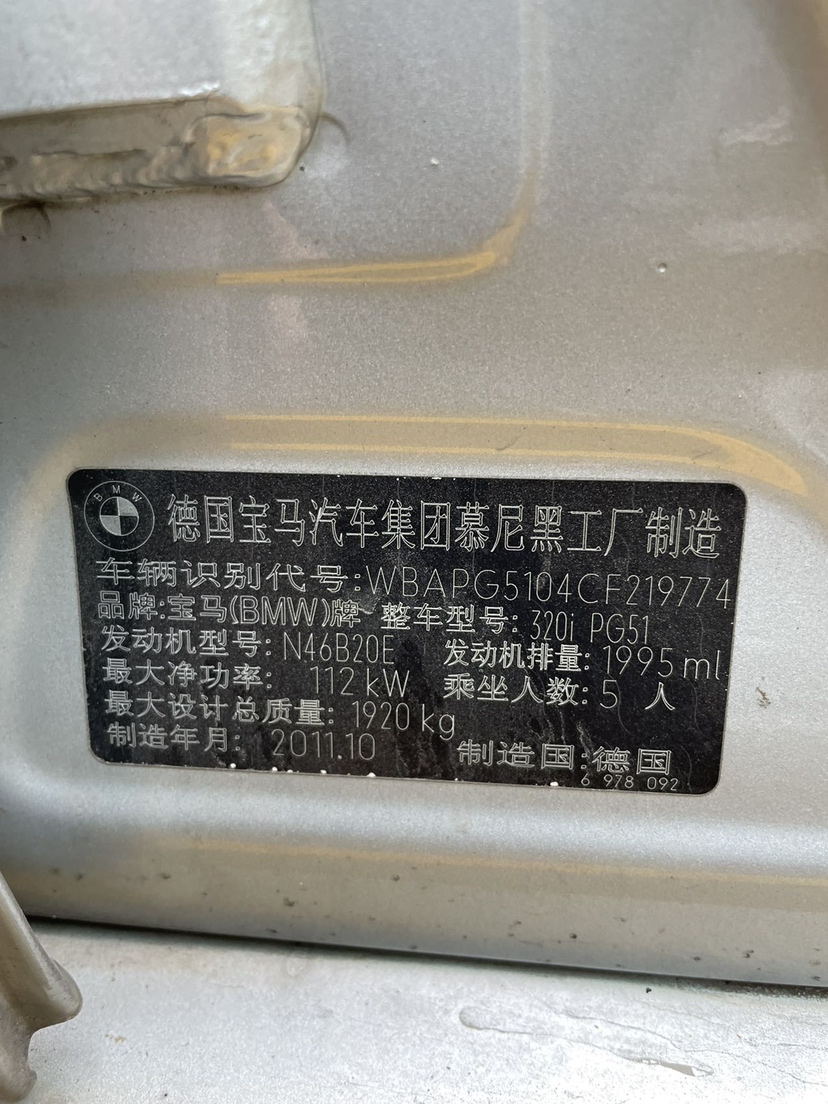 BMW 德国宝马汽车集团慕尼黑工厂制造
车辆识别代号:WBAPG5104CF219774
品牌:宝马(BMW)牌 整车型号: 320i PG51
发动机型号: N46B20E 发动机排量: 1995ml
最大净功率: 112kW 乘坐人数: 5 人
最大设计总质量: 1920kg
制造年月: 2011.10 制造国:德国
6 978 092